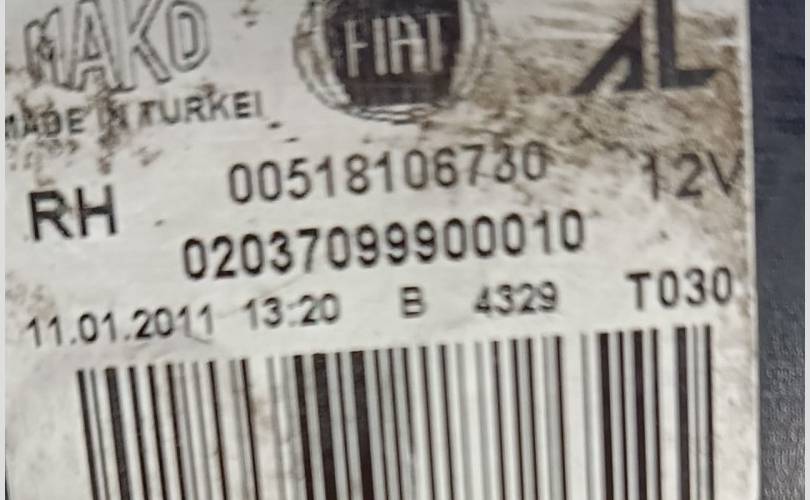 MAKO FIAT AL
MADE IN TURKEI
RH 00518106730 12V
02037099900010
11.01.2011 13:20 B 4329 T030